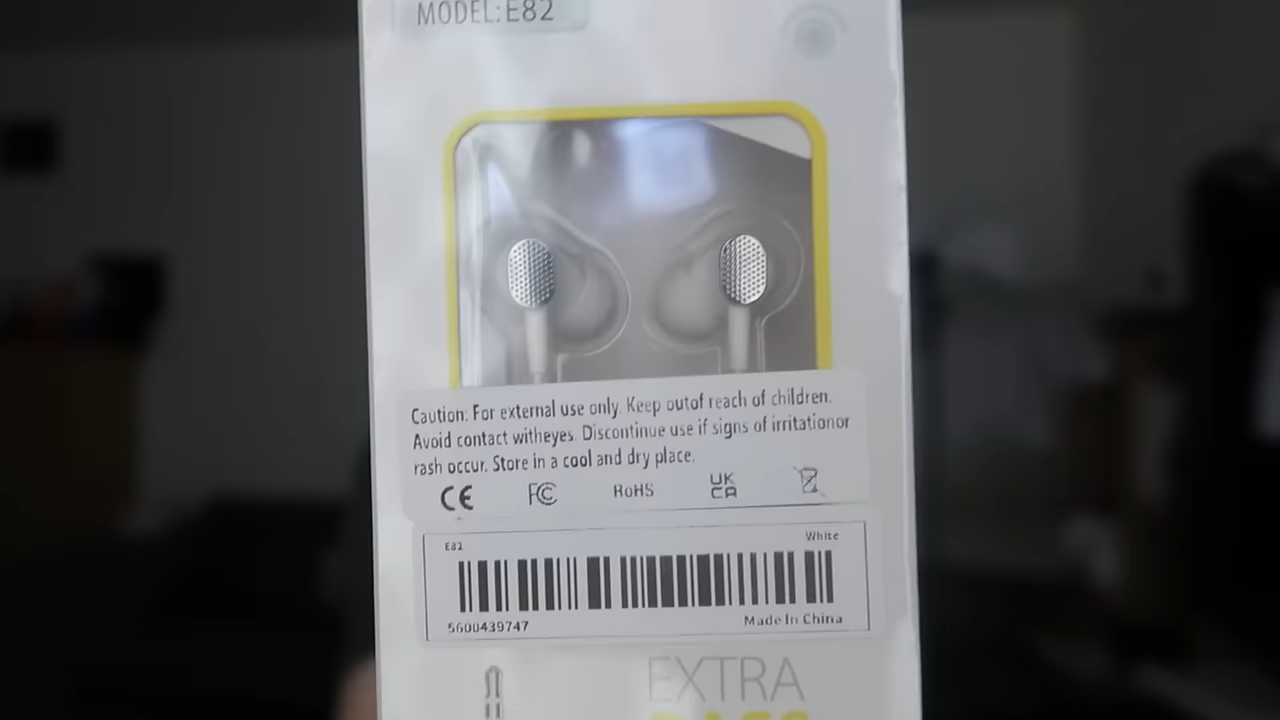 MODEL: E82
Caution: For external use only. Keep outof reach of children.
Avoid contact witheyes. Discontinue use if signs of irritationor
rash occur. Store in a cool and dry place.
CE FC RoHS UK CA
E82 White
5600439747 Made In China
EXTRA
BASS